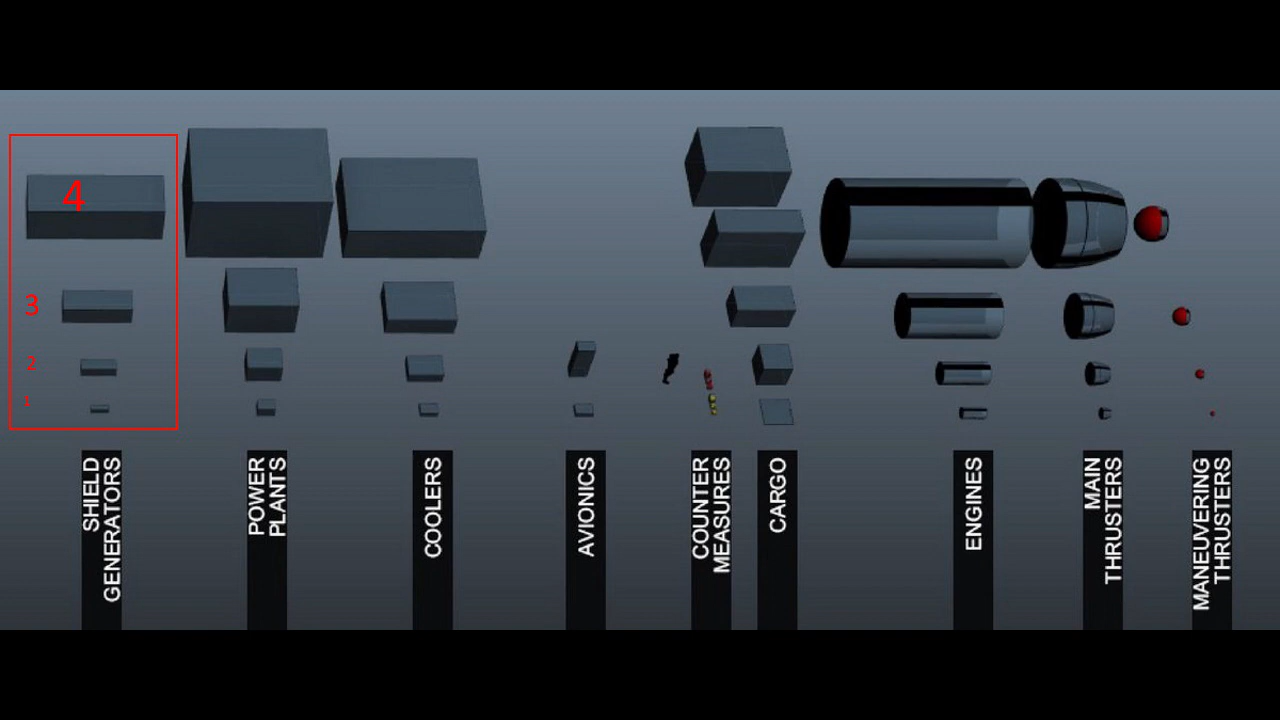 4
3
2
1
SHIELD
GENERATORS
POWER
PLANTS
COOLERS
AVIONICS
COUNTER
MEASURES
CARGO
ENGINES
MAIN
THRUSTERS
MANEUVERING
THRUSTERS